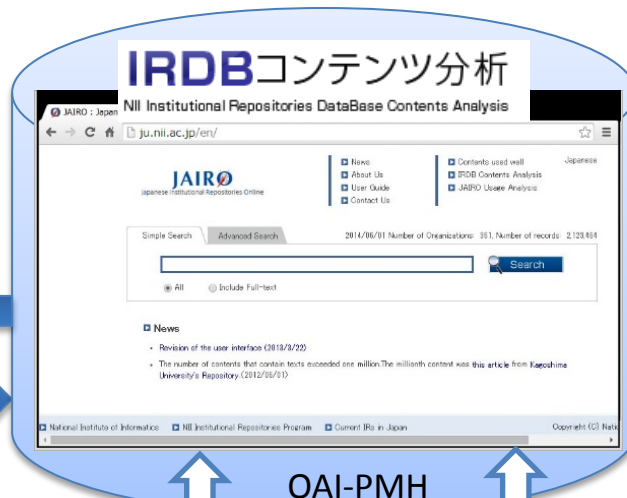 IRDBコンテンツ分析
NII Institutional Repositories DataBase Contents Analysis
JAIRO : Japan
ju.nii.ac.jp/en/
News
About Us
User Guide
Contact Us
Contents used well
IRDB Contents Analysis
JAIRO Usage Analysis
Japanese
JAIRO
Japanese Institutional Repositories Online
Simple Search
Advanced Search
2014/06/01 Number of Organizations: 361, Number of records: 2,123,464
Search
All
Include Full-text
News
Revision of the user interface (2013/3/22)
The number of contents that contain texts exceeded one million.The millionth content was this article from Kagoshima
University's Repository.(2012/06/01)
National Institute of Informatics
NII Institutional Repositories Program
Current IRs in Japan
Copyright (C) Natio
OAI-PMH